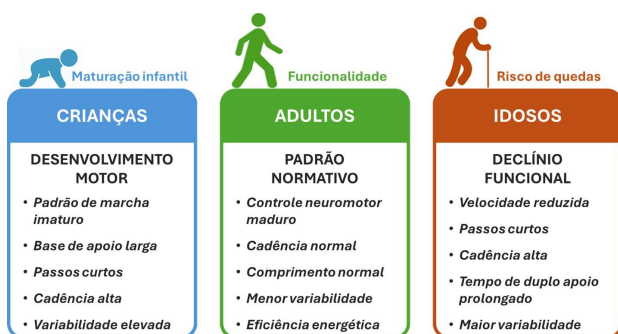 Maturação infantil
CRIANÇAS
DESENVOLVIMENTO
MOTOR
• Padrão de marcha
imaturo
• Base de apoio larga
• Passos curtos
• Cadência alta
• Variabilidade elevada
Funcionalidade
ADULTOS
PADRÃO
NORMATIVO
• Controle neuromotor
maduro
• Cadência normal
• Comprimento normal
• Menor variabilidade
• Eficiência energética
Risco de quedas
IDOSOS
DECLÍNIO
FUNCIONAL
• Velocidade reduzida
• Passos curtos
• Cadência alta
• Tempo de duplo apoio
prolongado
• Maior variabilidade